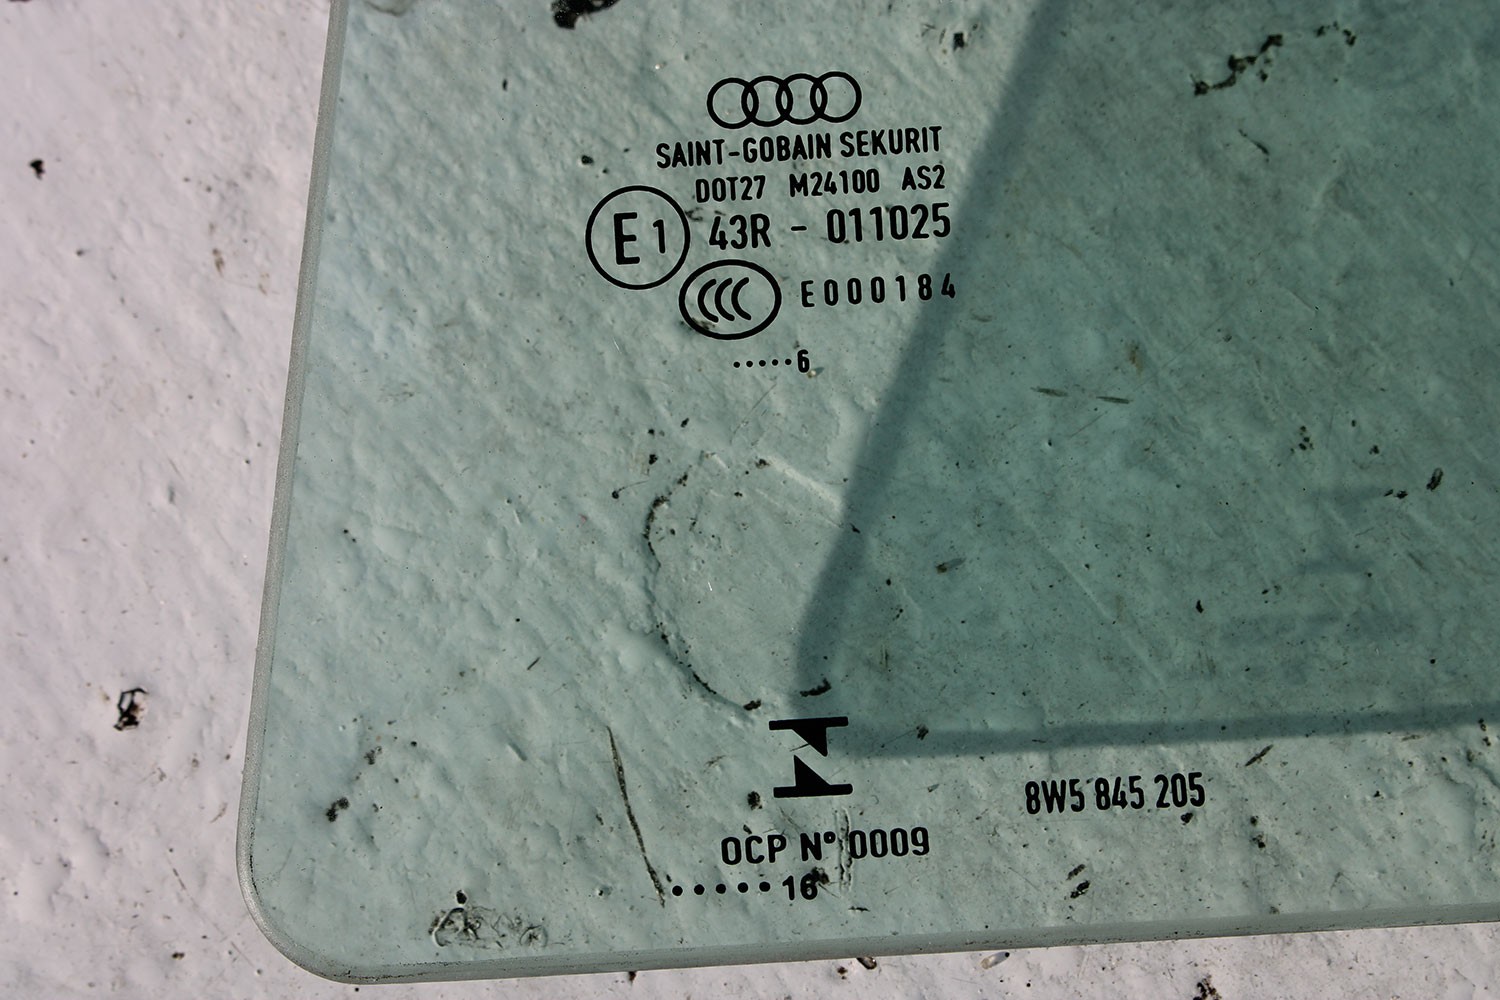 SAINT-GOBAIN SEKURIT
DOT27 M24100 AS2
E1 43R - 011025
CCC E000184
.....6
8W5 845 205
OCP N° 0009
.....16